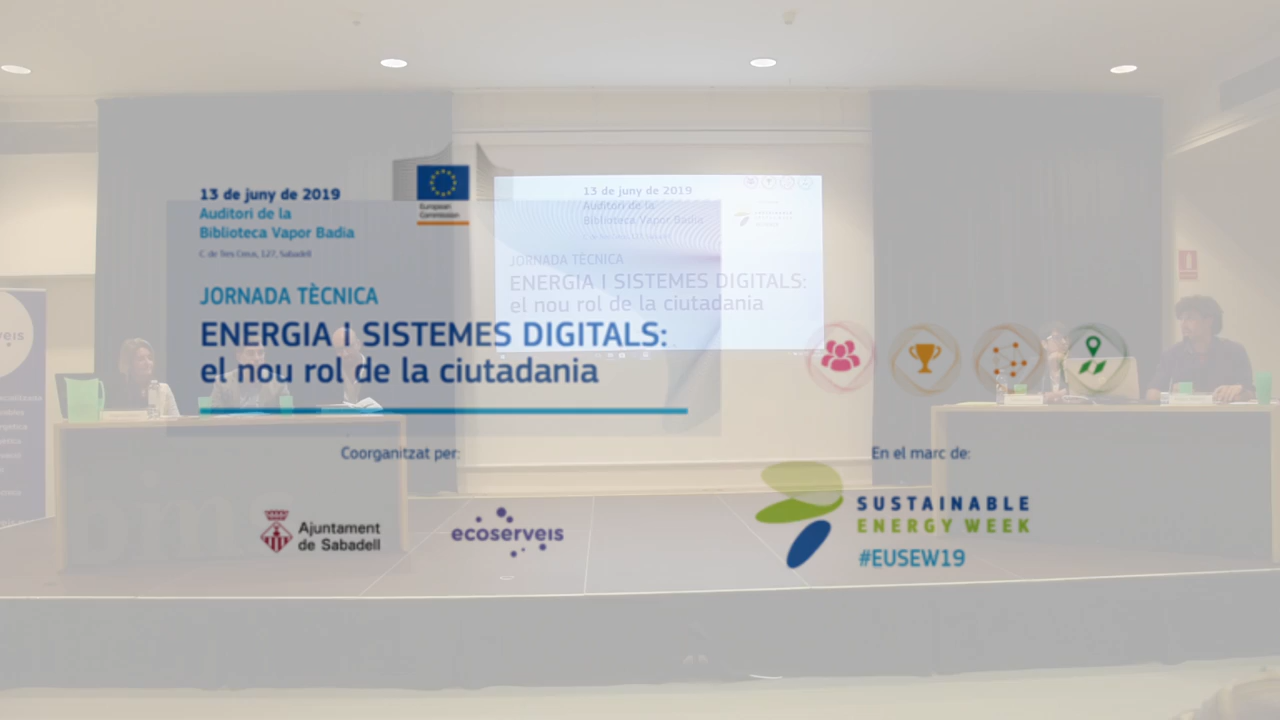 13 de juny de 2019
Auditori de la
Biblioteca Vapor Badia
C. de Tres Creus, 127, Sabadell
European
Commission
JORNADA TÈCNICA
ENERGIA I SISTEMES DIGITALS:
el nou rol de la ciutadania
13 de juny de 2019
Auditori de la
Biblioteca Vapor Badia
JORNADA TÈCNICA
ENERGIA I SISTEMES DIGITALS:
el nou rol de la ciutadania
Coorganitzat per:
Ajuntament
de Sabadell
ecoserveis
En el marc de:
SUSTAINABLE
ENERGY WEEK
#EUSEW19